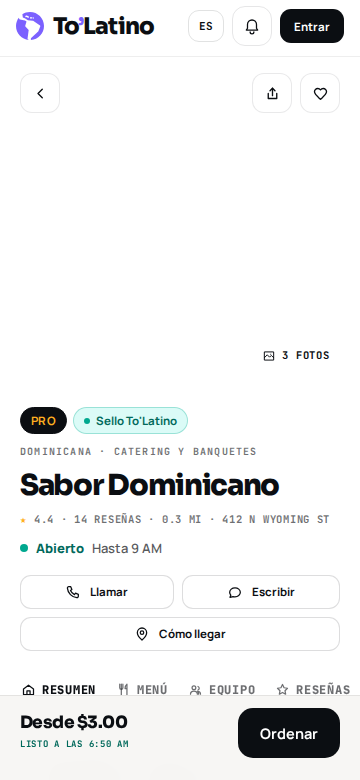 To'Latino
ES
Entrar
3 FOTOS
PRO
Sello To'Latino
DOMINICANA · CATERING Y BANQUETES
Sabor Dominicano
★ 4.4 · 14 RESEÑAS · 0.3 MI · 412 N WYOMING ST
Abierto Hasta 9 AM
Llamar
Escribir
Cómo llegar
RESUMEN MENÚ EQUIPO RESEÑAS
Desde $3.00
LISTO A LAS 6:50 AM
Ordenar